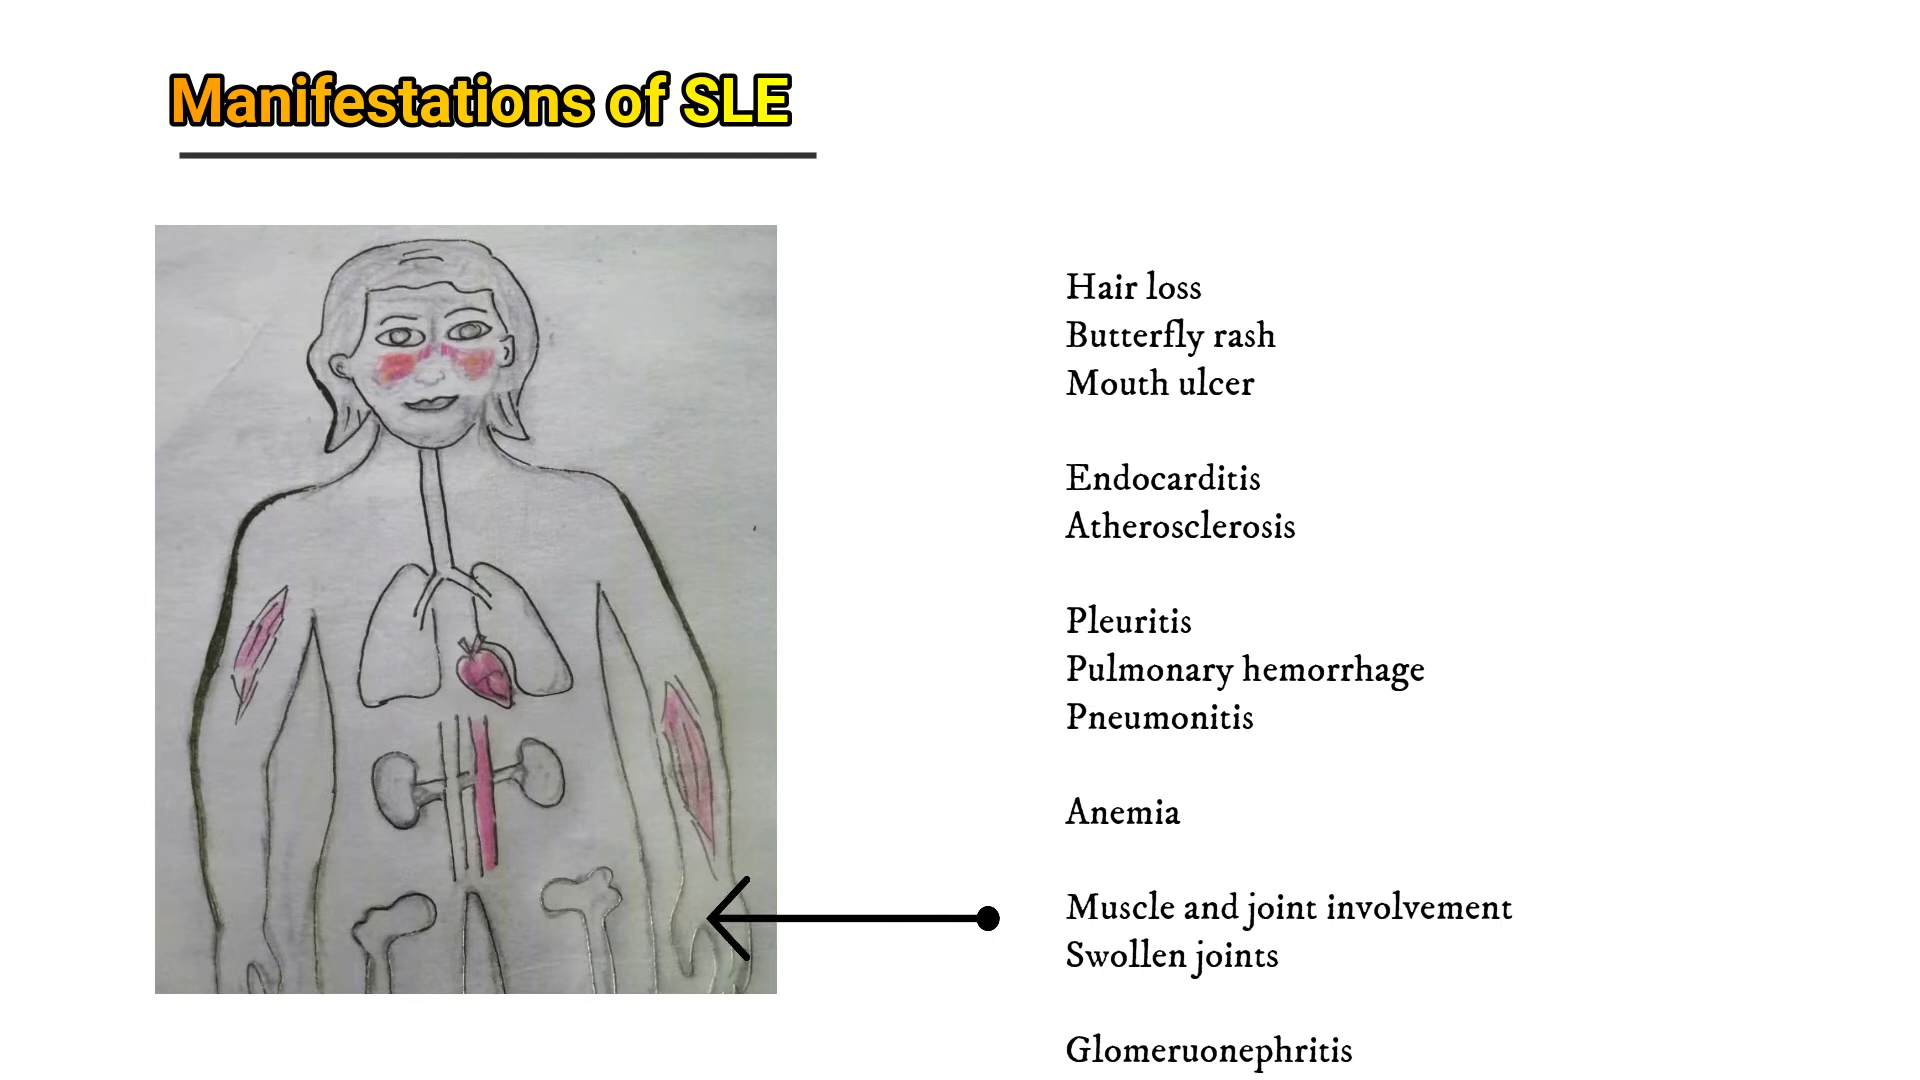 Manifestations of SLE
Hair loss
Butterfly rash
Mouth ulcer
Endocarditis
Atherosclerosis
Pleuritis
Pulmonary hemorrhage
Pneumonitis
Anemia
Muscle and joint involvement
Swollen joints
Glomeruonephritis